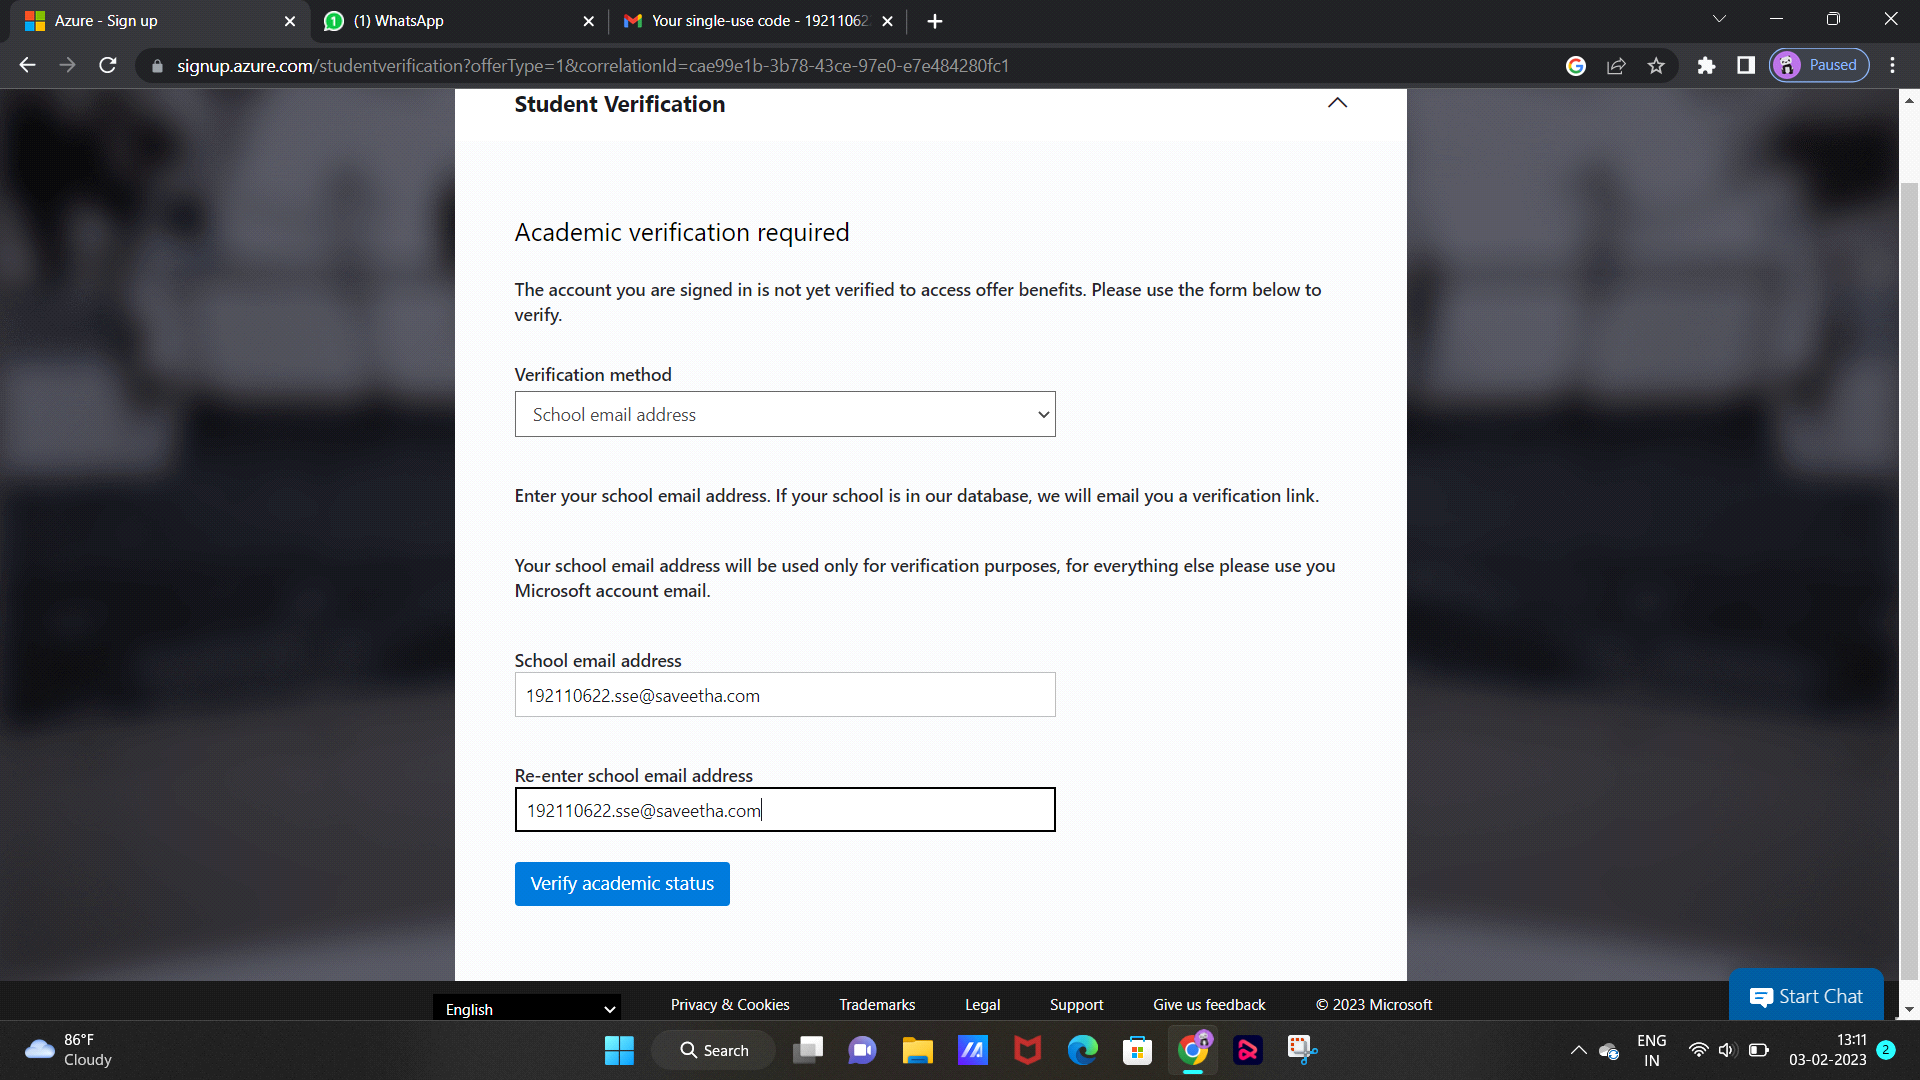 Azure - Sign up
(1) WhatsApp
Your single-use code - 19211062
signup.azure.com/studentverification?offerType=1&correlationId=cae99e1b-3b78-43ce-97e0-e7e484280fc1
Paused
Student Verification
Academic verification required
The account you are signed in is not yet verified to access offer benefits. Please use the form below to
verify.
Verification method
School email address
Enter your school email address. If your school is in our database, we will email you a verification link.
Your school email address will be used only for verification purposes, for everything else please use you
Microsoft account email.
School email address
192110622.sse@saveetha.com
Re-enter school email address
192110622.sse@saveetha.com
Verify academic status
English
Privacy & Cookies
Trademarks
Legal
Support
Give us feedback
© 2023 Microsoft
Start Chat
86°F
Cloudy
Search
ENG
IN
13:11
03-02-2023
2